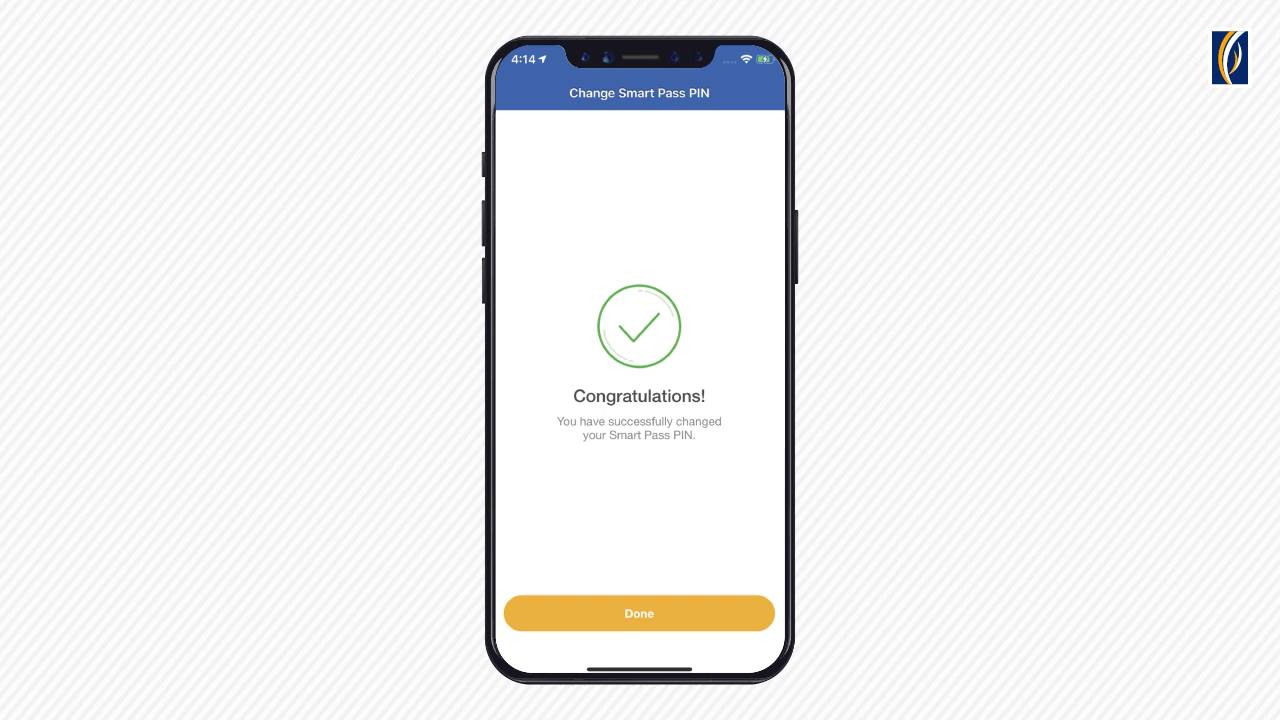 4:14
Change Smart Pass PIN
Congratulations!
You have successfully changed
your Smart Pass PIN.
Done